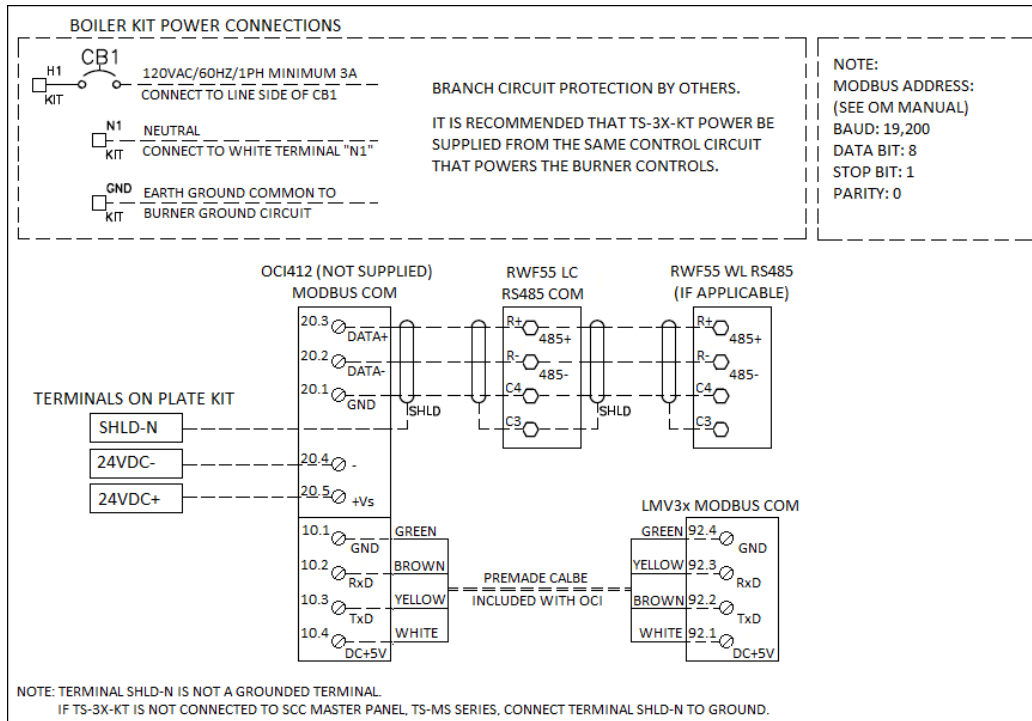 BOILER KIT POWER CONNECTIONS
H1
CB1
KIT
120VAC/60HZ/1PH MINIMUM 3A
CONNECT TO LINE SIDE OF CB1
N1
KIT
NEUTRAL
CONNECT TO WHITE TERMINAL "N1"
GND
KIT
EARTH GROUND COMMON TO
BURNER GROUND CIRCUIT
BRANCH CIRCUIT PROTECTION BY OTHERS.
IT IS RECOMMENDED THAT TS-3X-KT POWER BE
SUPPLIED FROM THE SAME CONTROL CIRCUIT
THAT POWERS THE BURNER CONTROLS.
NOTE:
MODBUS ADDRESS:
(SEE OM MANUAL)
BAUD: 19,200
DATA BIT: 8
STOP BIT: 1
PARITY: 0
OCI412 (NOT SUPPLIED)
MODBUS COM
20.3
DATA+
20.2
DATA-
20.1
GND
SHLD
20.4
-
20.5
+Vs
TERMINALS ON PLATE KIT
SHLD-N
24VDC-
24VDC+
RWF55 LC
RS485 COM
R+
485+
R-
485-
C4
C3
SHLD
RWF55 WL RS485
(IF APPLICABLE)
R+
485+
R-
485-
C4
C3
10.1
GND
GREEN
10.2
RxD
BROWN
10.3
TxD
YELLOW
10.4
DC+5V
WHITE
PREMADE CALBE
INCLUDED WITH OCI
LMV3x MODBUS COM
GREEN
92.4
GND
YELLOW
92.3
RxD
BROWN
92.2
TxD
WHITE
92.1
DC+5V
NOTE: TERMINAL SHLD-N IS NOT A GROUNDED TERMINAL.
IF TS-3X-KT IS NOT CONNECTED TO SCC MASTER PANEL, TS-MS SERIES, CONNECT TERMINAL SHLD-N TO GROUND.